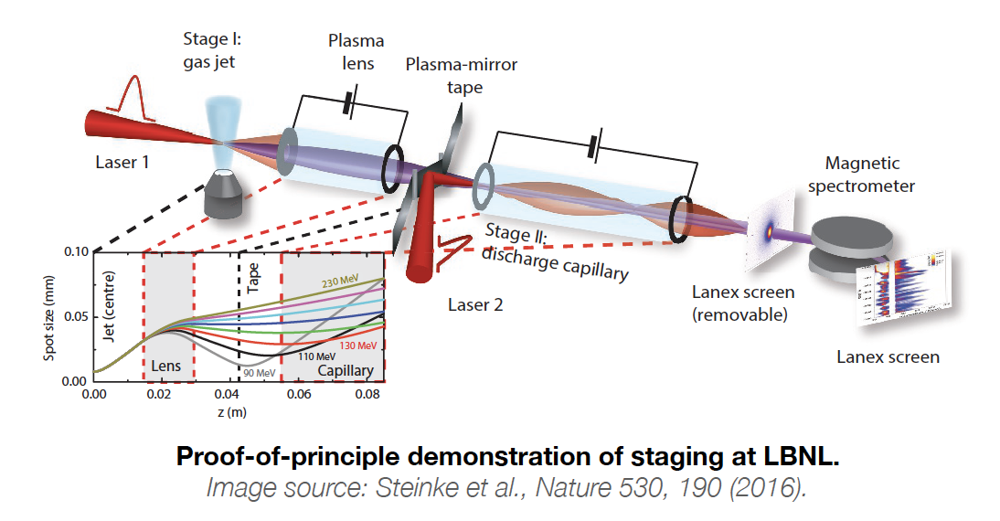 Stage I:
gas jet
Plasma
lens
Plasma-mirror
tape
Laser 1
Magnetic
spectrometer
Stage II:
discharge capillary
Laser 2
Lanex screen
(removable)
Lanex screen
0.10
0.05
0.00
Spot size (mm)
Jet (centre)
Tape
230 MeV
130 MeV
110 MeV
90 MeV
Lens
Capillary
0.00
0.02
0.04
0.06
0.08
z (m)
Proof-of-principle demonstration of staging at LBNL.
Image source: Steinke et al., Nature 530, 190 (2016).